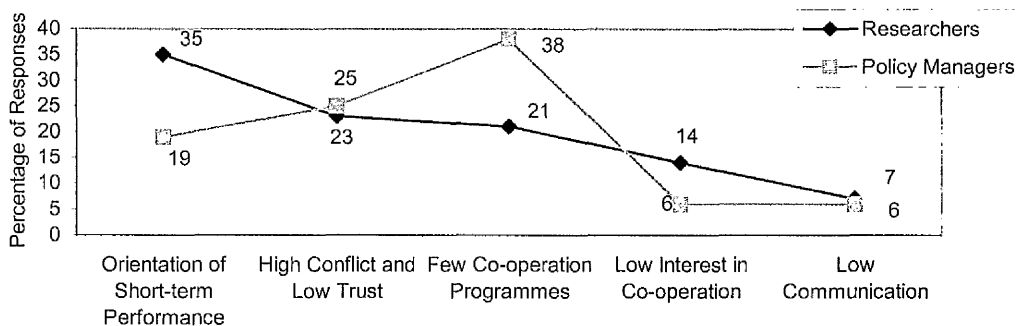 Percentage of Responses
40
35
30
25
20
15
10
5
0
35
19
25
23
38
21
14
6
7
6
Researchers
Policy Managers
Orientation of
Short-term
Performance
High Conflict and
Low Trust
Few Co-operation
Programmes
Low Interest in
Co-operation
Low
Communication